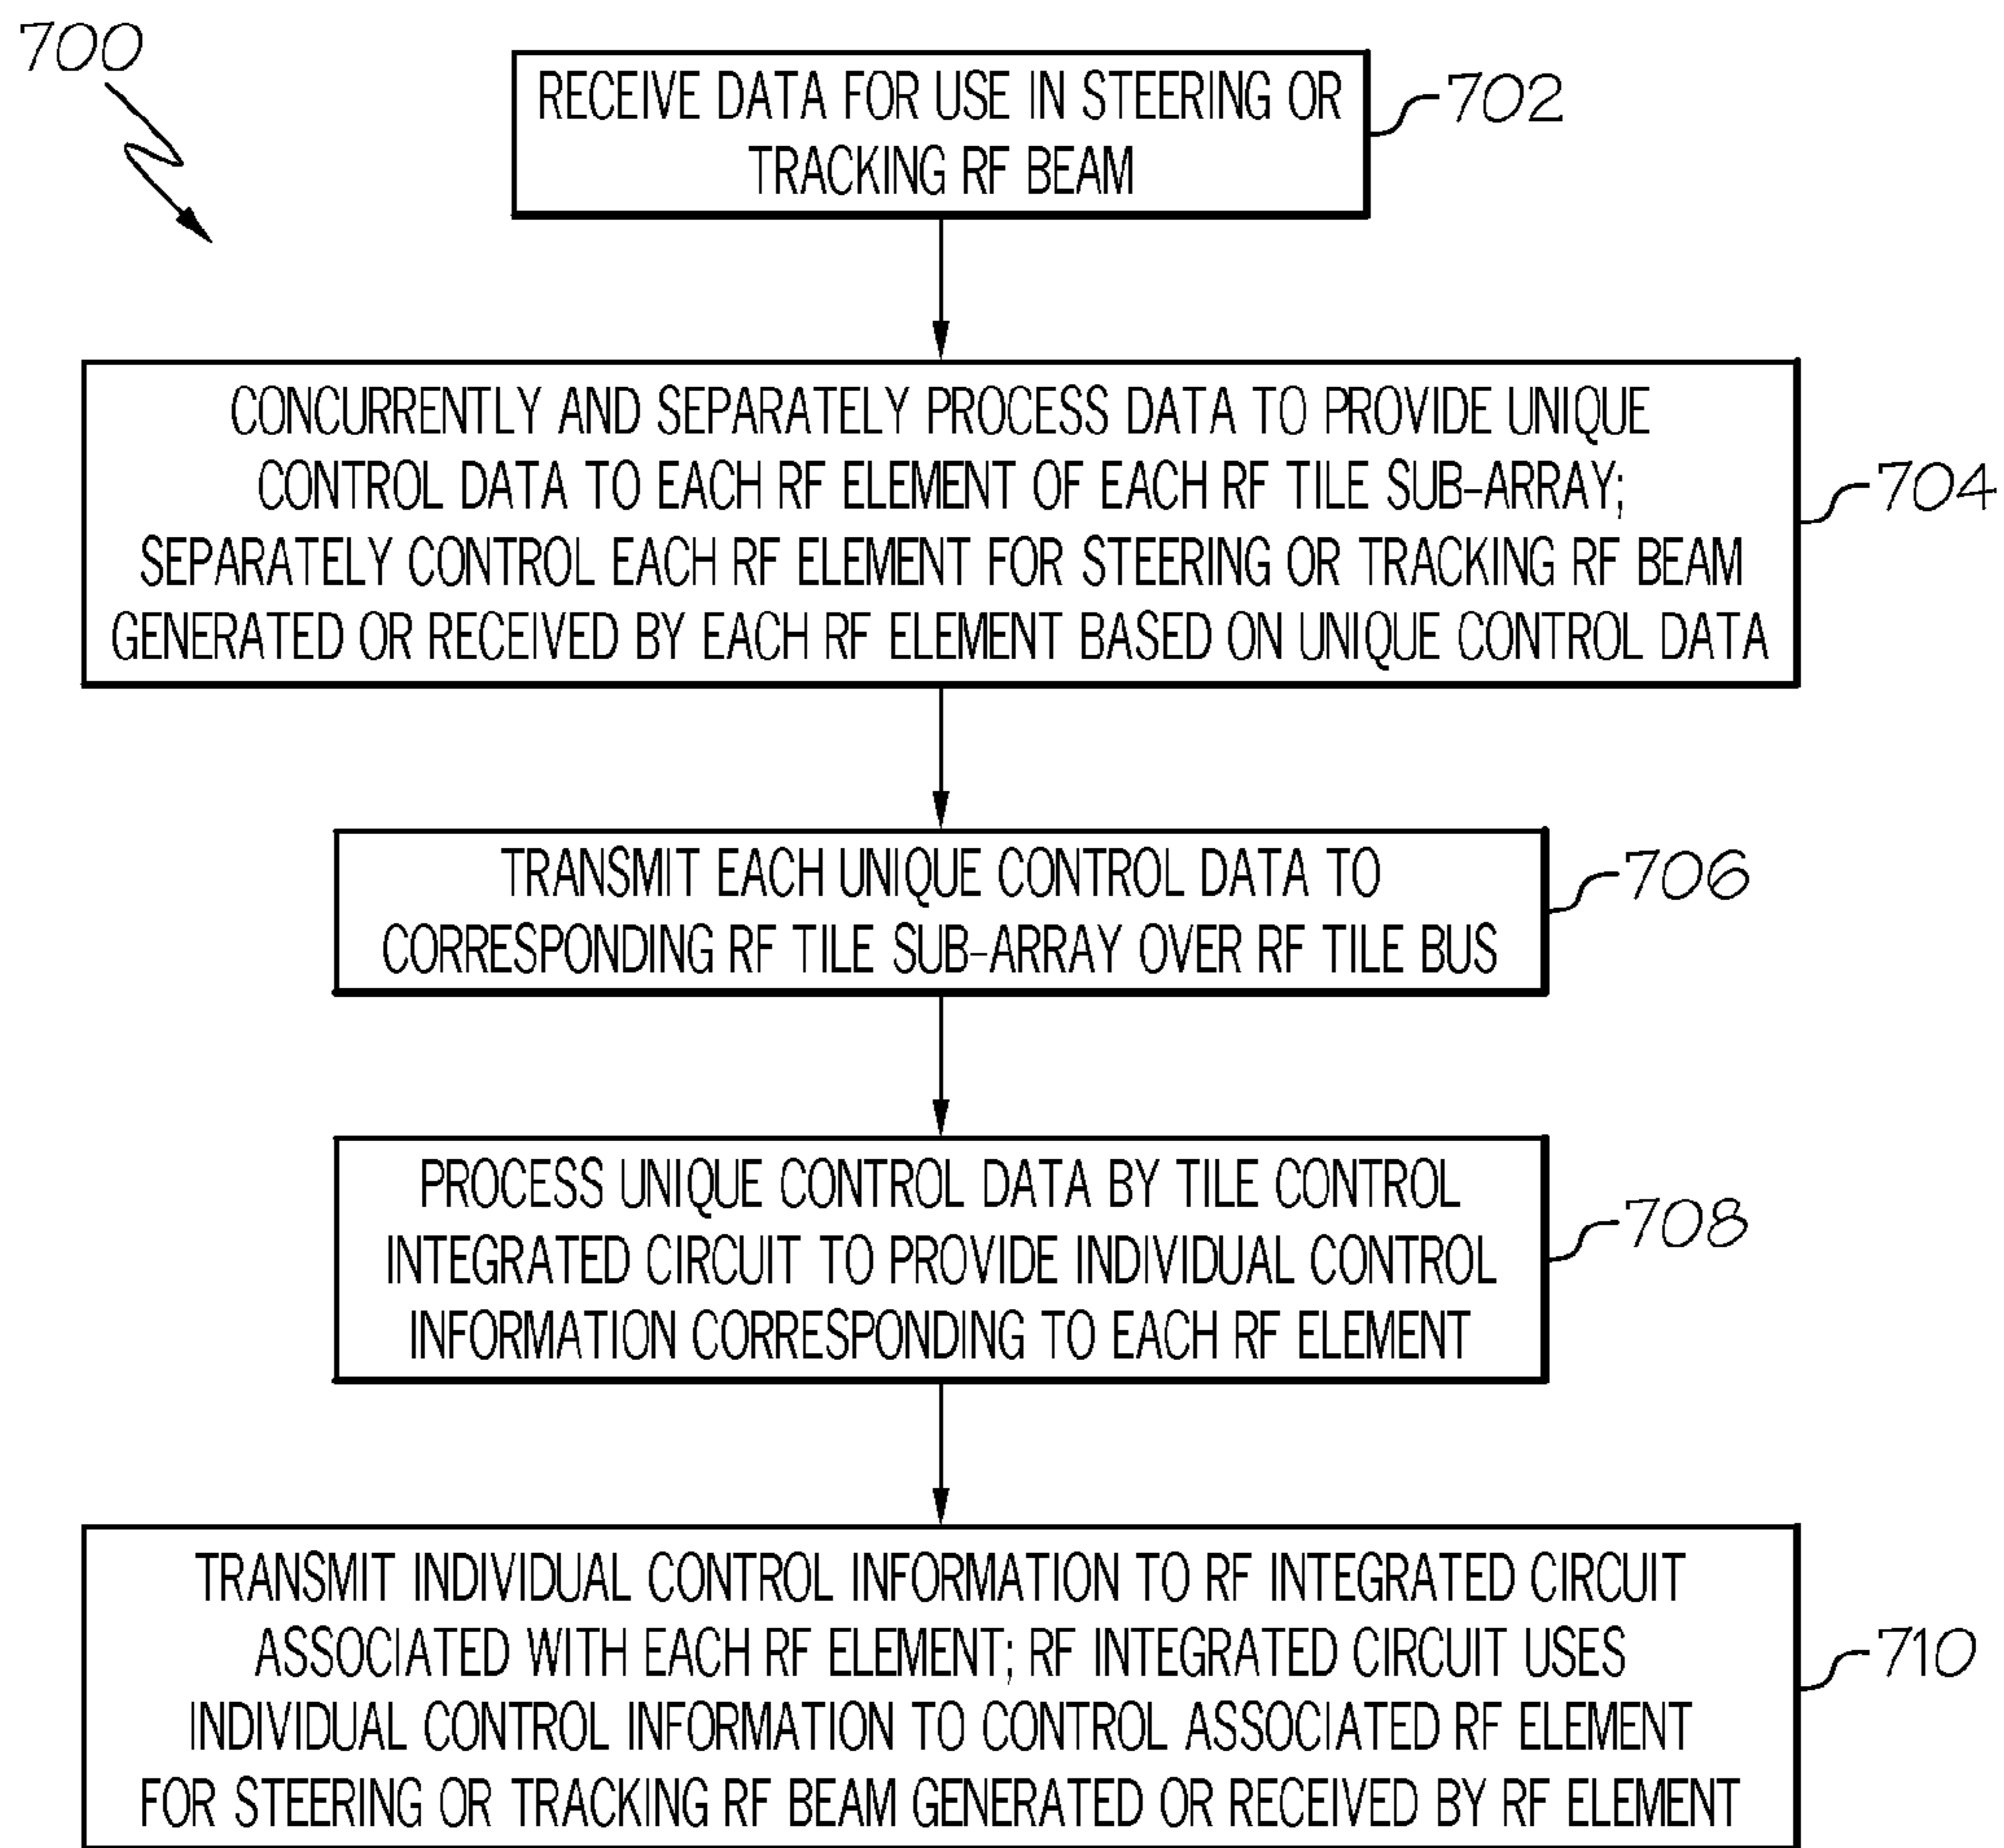 700
RECEIVE DATA FOR USE IN STEERING OR
TRACKING RF BEAM
702
CONCURRENTLY AND SEPARATELY PROCESS DATA TO PROVIDE UNIQUE
CONTROL DATA TO EACH RF ELEMENT OF EACH RF TILE SUB-ARRAY;
SEPARATELY CONTROL EACH RF ELEMENT FOR STEERING OR TRACKING RF BEAM
GENERATED OR RECEIVED BY EACH RF ELEMENT BASED ON UNIQUE CONTROL DATA
704
TRANSMIT EACH UNIQUE CONTROL DATA TO
CORRESPONDING RF TILE SUB-ARRAY OVER RF TILE BUS
706
PROCESS UNIQUE CONTROL DATA BY TILE CONTROL
INTEGRATED CIRCUIT TO PROVIDE INDIVIDUAL CONTROL
INFORMATION CORRESPONDING TO EACH RF ELEMENT
708
TRANSMIT INDIVIDUAL CONTROL INFORMATION TO RF INTEGRATED CIRCUIT
ASSOCIATED WITH EACH RF ELEMENT; RF INTEGRATED CIRCUIT USES
INDIVIDUAL CONTROL INFORMATION TO CONTROL ASSOCIATED RF ELEMENT
FOR STEERING OR TRACKING RF BEAM GENERATED OR RECEIVED BY RF ELEMENT
710